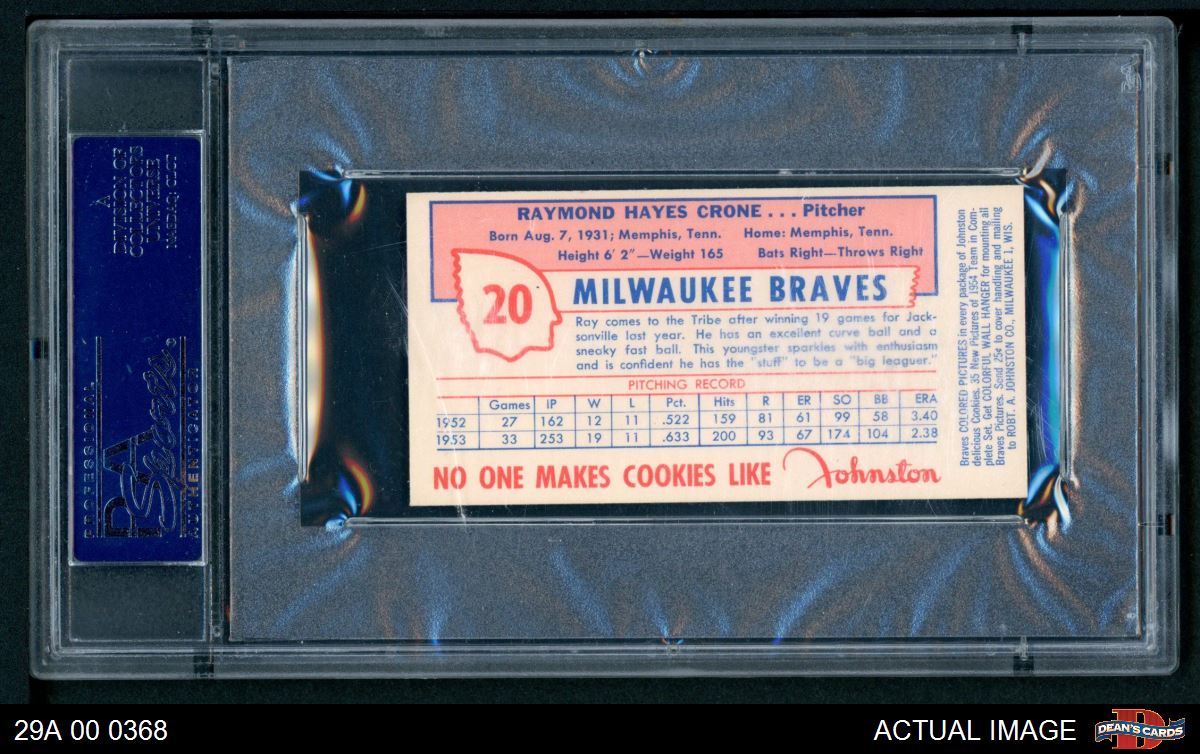 A
DIVISION OF
COLLECTORS
UNIVERSE
NASDAQ: CLCT
PROFESSIONAL
PSA
Sports
AUTHENTICATOR
RAYMOND HAYES CRONE . . . Pitcher
Born Aug. 7, 1931; Memphis, Tenn. Home: Memphis, Tenn.
Height 6' 2"—Weight 165 Bats Right—Throws Right
20
MILWAUKEE BRAVES
Ray comes to the Tribe after winning 19 games for Jack-
sonville last year. He has an excellent curve ball and a
sneaky fast ball. This youngster sparkles with enthusiasm
and is confident he has the "stuff" to be a "big leaguer."
PITCHING RECORD
Games IP W L Pct. Hits R ER SO BB ERA
1952 27 162 12 11 .522 159 81 61 99 58 3.40
1953 33 253 19 11 .633 200 93 67 174 104 2.38
NO ONE MAKES COOKIES LIKE Johnston
Braves COLORED PICTURES in every package of Johnston
delicious Cookies. 35 New Pictures of 1954 Team in Com-
plete Set. Get COLORFUL WALL HANGER for mounting all
Braves Pictures. Send 25¢ to cover handling and mailing
to ROBT. A. JOHNSTON CO., MILWAUKEE 1, WIS.
29A 00 0368
ACTUAL IMAGE
DEAN'S CARDS